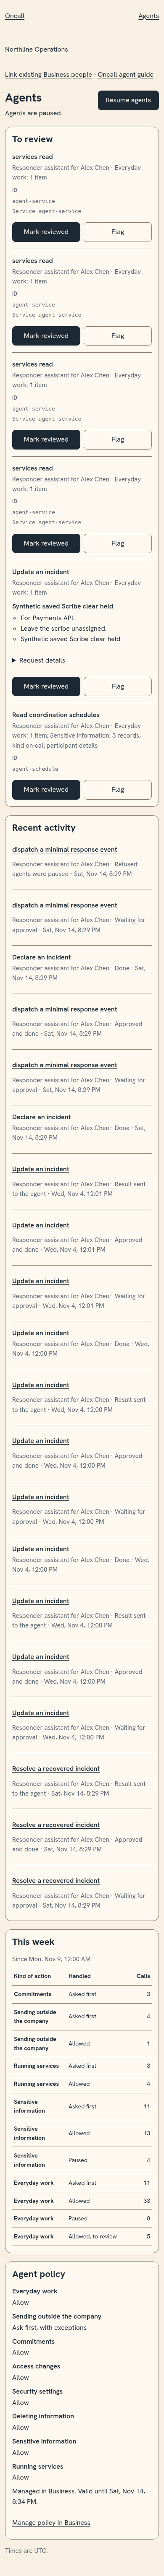 Oncall Agents
Northline Operations
Link existing Business people · Oncall agent guide
Agents
Resume agents
Agents are paused.
To review
services read
Responder assistant for Alex Chen · Everyday
work: 1 item
ID
agent-service
Service agent-service
Mark reviewed Flag
services read
Responder assistant for Alex Chen · Everyday
work: 1 item
ID
agent-service
Service agent-service
Mark reviewed Flag
services read
Responder assistant for Alex Chen · Everyday
work: 1 item
ID
agent-service
Service agent-service
Mark reviewed Flag
services read
Responder assistant for Alex Chen · Everyday
work: 1 item
ID
agent-service
Service agent-service
Mark reviewed Flag
Update an incident
Responder assistant for Alex Chen · Everyday
work: 1 item
Synthetic saved Scribe clear held
For Payments API.
Leave the scribe unassigned.
Synthetic saved Scribe clear held
Request details
Mark reviewed Flag
Read coordination schedules
Responder assistant for Alex Chen · Everyday
work: 1 item; Sensitive information: 3 records,
kind on-call participant details
ID
agent-schedule
Mark reviewed Flag
Recent activity
dispatch a minimal response event
Responder assistant for Alex Chen · Refused:
agents were paused · Sat, Nov 14, 8:29 PM
dispatch a minimal response event
Responder assistant for Alex Chen · Waiting for
approval · Sat, Nov 14, 8:29 PM
Declare an incident
Responder assistant for Alex Chen · Done · Sat,
Nov 14, 8:29 PM
dispatch a minimal response event
Responder assistant for Alex Chen · Approved
and done · Sat, Nov 14, 8:29 PM
dispatch a minimal response event
Responder assistant for Alex Chen · Waiting for
approval · Sat, Nov 14, 8:29 PM
Declare an incident
Responder assistant for Alex Chen · Done · Sat,
Nov 14, 8:29 PM
Update an incident
Responder assistant for Alex Chen · Result sent
to the agent · Wed, Nov 4, 12:01 PM
Update an incident
Responder assistant for Alex Chen · Approved
and done · Wed, Nov 4, 12:01 PM
Update an incident
Responder assistant for Alex Chen · Waiting for
approval · Wed, Nov 4, 12:01 PM
Update an incident
Responder assistant for Alex Chen · Done · Wed,
Nov 4, 12:00 PM
Update an incident
Responder assistant for Alex Chen · Result sent
to the agent · Wed, Nov 4, 12:00 PM
Update an incident
Responder assistant for Alex Chen · Approved
and done · Wed, Nov 4, 12:00 PM
Update an incident
Responder assistant for Alex Chen · Waiting for
approval · Wed, Nov 4, 12:00 PM
Update an incident
Responder assistant for Alex Chen · Done · Wed,
Nov 4, 12:00 PM
Update an incident
Responder assistant for Alex Chen · Result sent
to the agent · Wed, Nov 4, 12:00 PM
Update an incident
Responder assistant for Alex Chen · Approved
and done · Wed, Nov 4, 12:00 PM
Update an incident
Responder assistant for Alex Chen · Waiting for
approval · Wed, Nov 4, 12:00 PM
Resolve a recovered incident
Responder assistant for Alex Chen · Result sent
to the agent · Sat, Nov 14, 8:29 PM
Resolve a recovered incident
Responder assistant for Alex Chen · Approved
and done · Sat, Nov 14, 8:29 PM
Resolve a recovered incident
Responder assistant for Alex Chen · Waiting for
approval · Sat, Nov 14, 8:29 PM
This week
Since Mon, Nov 9, 12:00 AM
Kind of action Handled Calls
Commitments Asked first 3
Sending outside
the company Asked first 4
Sending outside
the company Allowed 1
Running services Asked first 3
Running services Allowed 4
Sensitive
information Asked first 11
Sensitive
information Allowed 13
Sensitive
information Paused 4
Everyday work Asked first 11
Everyday work Allowed 33
Everyday work Paused 8
Everyday work Allowed, to review 5
Agent policy
Everyday work
Allow
Sending outside the company
Ask first, with exceptions
Commitments
Allow
Access changes
Allow
Security settings
Allow
Deleting information
Allow
Sensitive information
Allow
Running services
Allow
Managed in Business. Valid until Sat, Nov 14,
8:34 PM.
Manage policy in Business
Times are UTC.